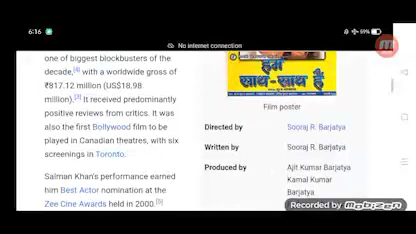 6:16
59%
No internet connection
one of biggest blockbusters of the
decade,[4] with a worldwide gross of
₹817.12 million (US$18.98
million).[3] It received predominantly
positive reviews from critics. It was
also the first Bollywood film to be
played in Canadian theatres, with six
screenings in Toronto.
Salman Khan's performance earned
him Best Actor nomination at the
Zee Cine Awards held in 2000.[5]
हम
साथ-साथ हैं
Film poster
Directed by Sooraj R. Barjatya
Written by Sooraj R. Barjatya
Produced by Ajit Kumar Barjatya
Kamal Kumar
Barjatya
Recorded by mobizen